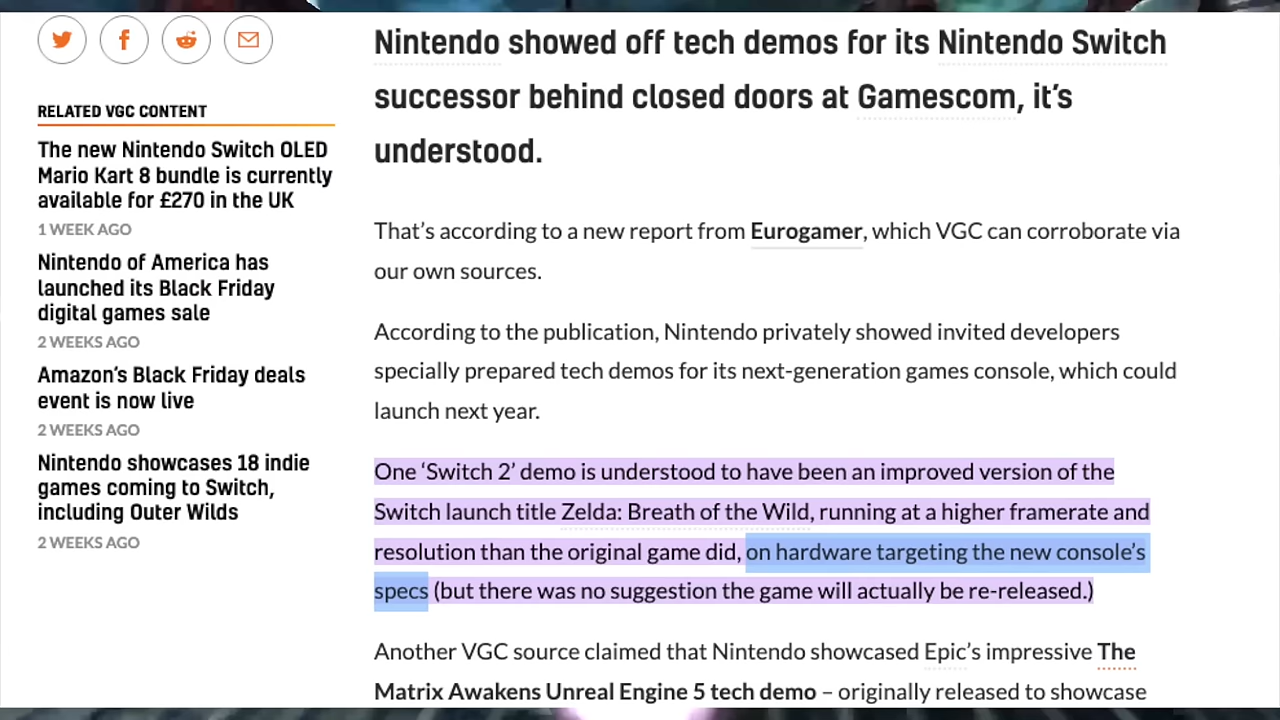 RELATED VGC CONTENT
The new Nintendo Switch OLED
Mario Kart 8 bundle is currently
available for £270 in the UK
1 WEEK AGO
Nintendo of America has
launched its Black Friday
digital games sale
2 WEEKS AGO
Amazon's Black Friday deals
event is now live
2 WEEKS AGO
Nintendo showcases 18 indie
games coming to Switch,
including Outer Wilds
2 WEEKS AGO
Nintendo showed off tech demos for its Nintendo Switch
successor behind closed doors at Gamescom, it's
understood.
That's according to a new report from Eurogamer, which VGC can corroborate via
our own sources.
According to the publication, Nintendo privately showed invited developers
specially prepared tech demos for its next-generation games console, which could
launch next year.
One ‘Switch 2’ demo is understood to have been an improved version of the
Switch launch title Zelda: Breath of the Wild, running at a higher framerate and
resolution than the original game did, on hardware targeting the new console's
specs (but there was no suggestion the game will actually be re-released.)
Another VGC source claimed that Nintendo showcased Epic's impressive The
Matrix Awakens Unreal Engine 5 tech demo – originally released to showcase